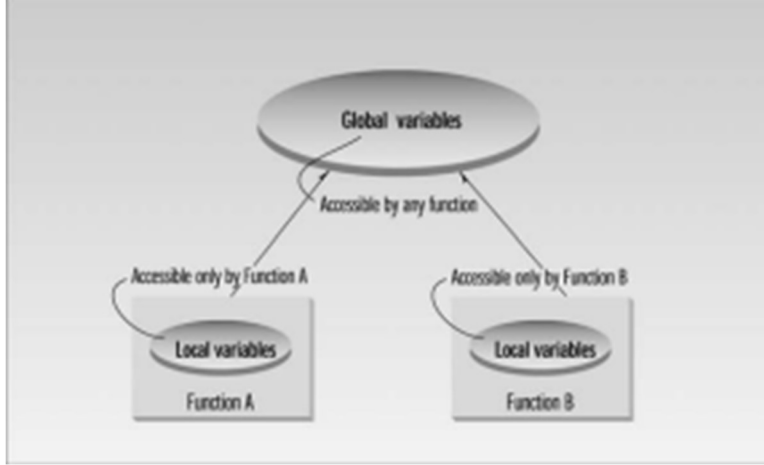 Global variables
Accessible by any function
Accessible only by Function A
Accessible only by Function B
Local variables
Local variables
Function A
Function B